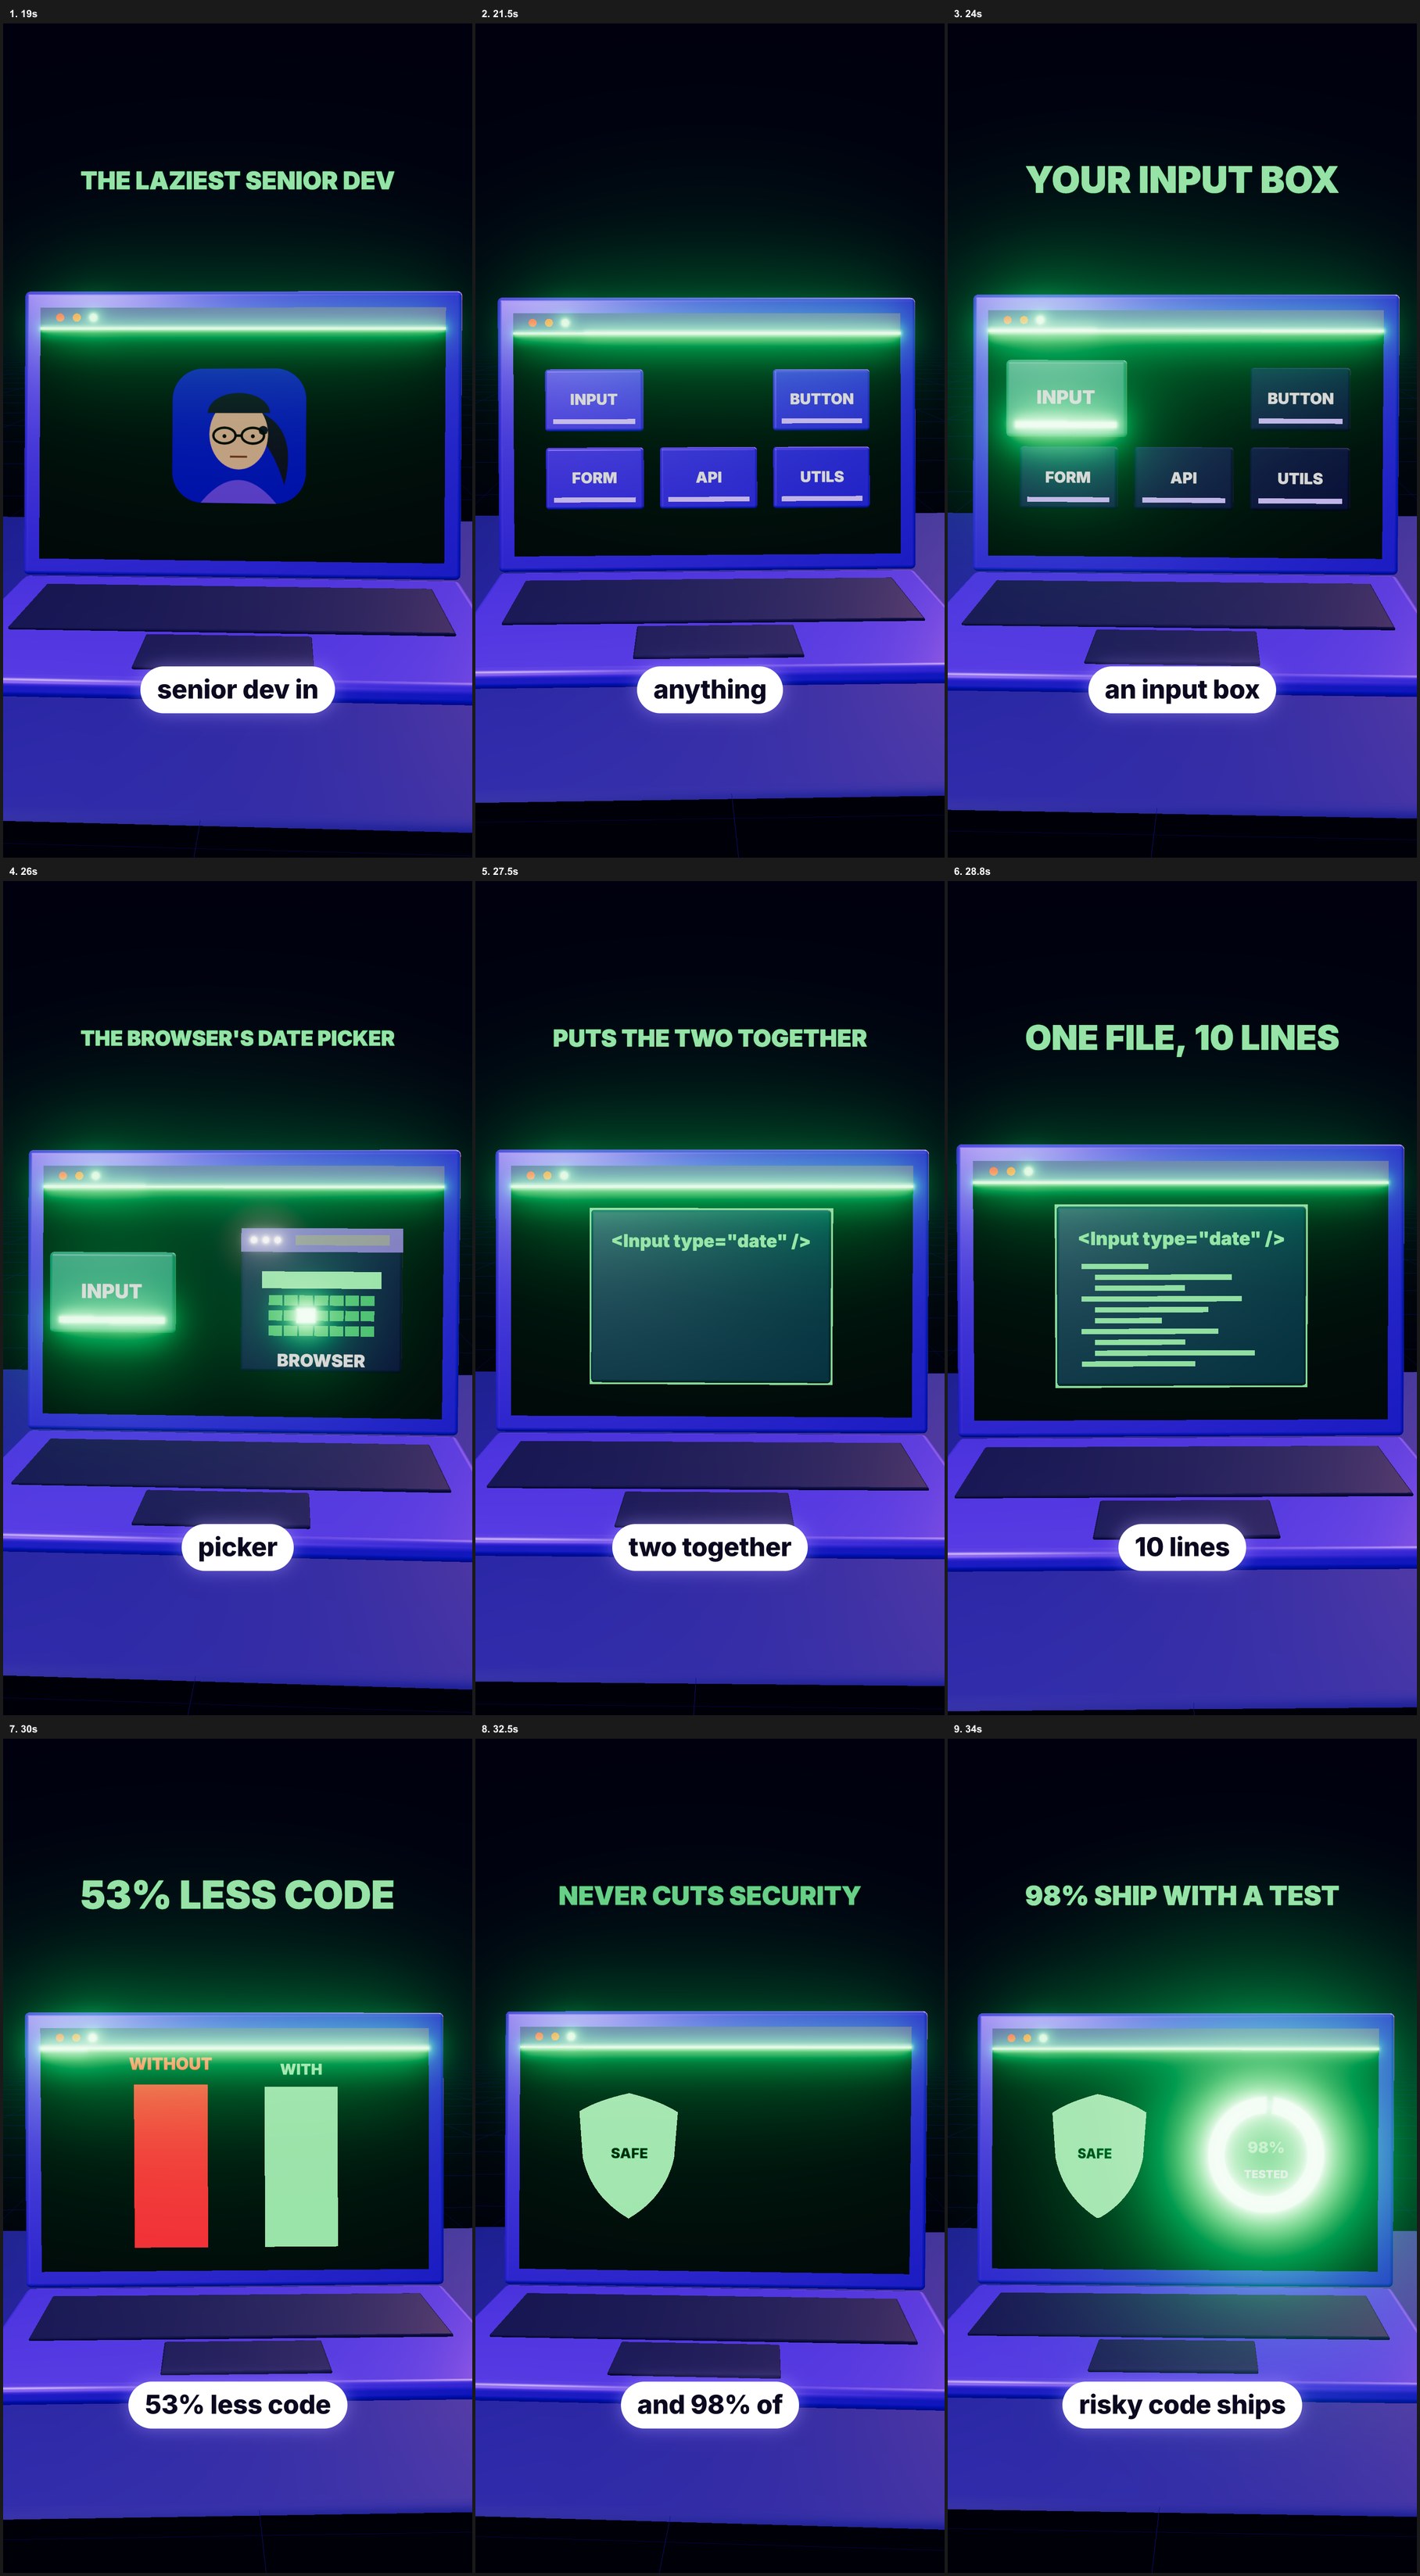 1. 19s
THE LAZIEST SENIOR DEV
senior dev in
2. 21.5s
INPUT
BUTTON
FORM
API
UTILS
anything
3. 24s
YOUR INPUT BOX
INPUT
BUTTON
FORM
API
UTILS
an input box
4. 26s
THE BROWSER'S DATE PICKER
INPUT
BROWSER
picker
5. 27.5s
PUTS THE TWO TOGETHER
<Input type="date" />
two together
6. 28.8s
ONE FILE, 10 LINES
<Input type="date" />
10 lines
7. 30s
53% LESS CODE
WITHOUT
WITH
53% less code
8. 32.5s
NEVER CUTS SECURITY
SAFE
and 98% of
9. 34s
98% SHIP WITH A TEST
SAFE
98%
TESTED
risky code ships